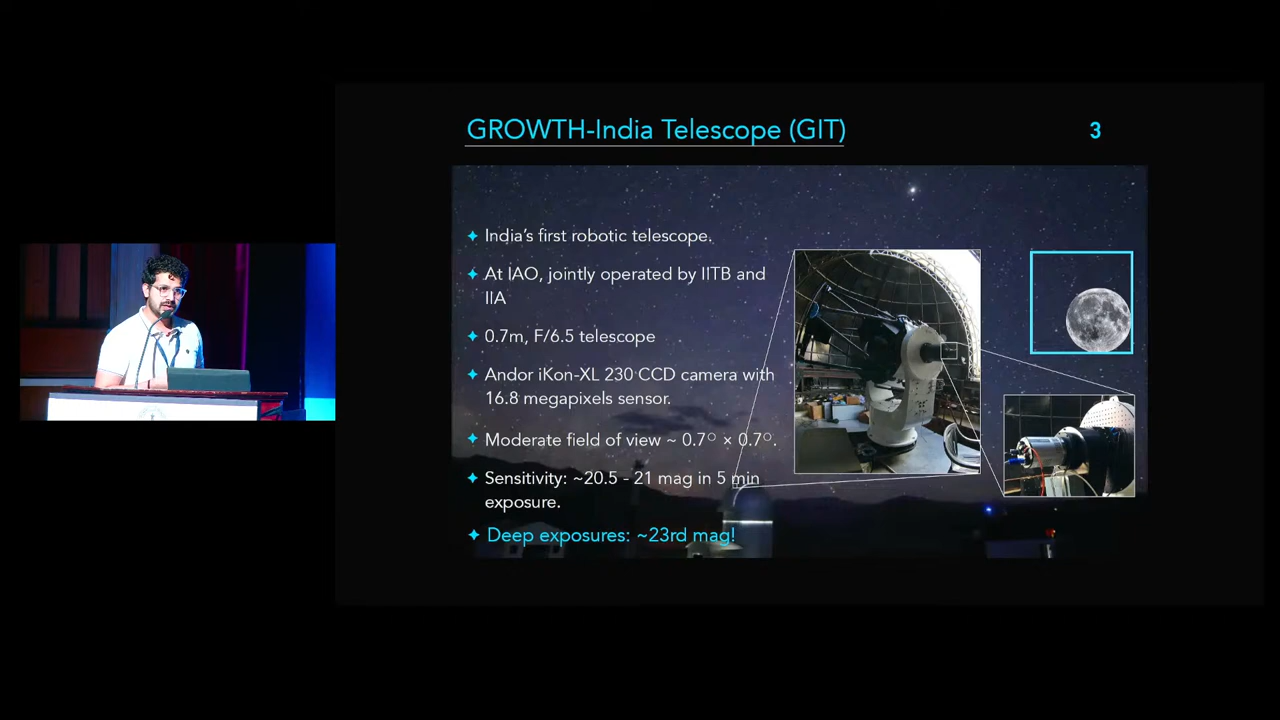 GROWTH-India Telescope (GIT)
3
✦ India's first robotic telescope.
✦ At IAO, jointly operated by IITB and
IIA
✦ 0.7m, F/6.5 telescope
✦ Andor iKon-XL 230 CCD camera with
16.8 megapixels sensor.
✦ Moderate field of view ~ 0.7° × 0.7°.
✦ Sensitivity: ~20.5 - 21 mag in 5 min
exposure.
✦ Deep exposures: ~23rd mag!